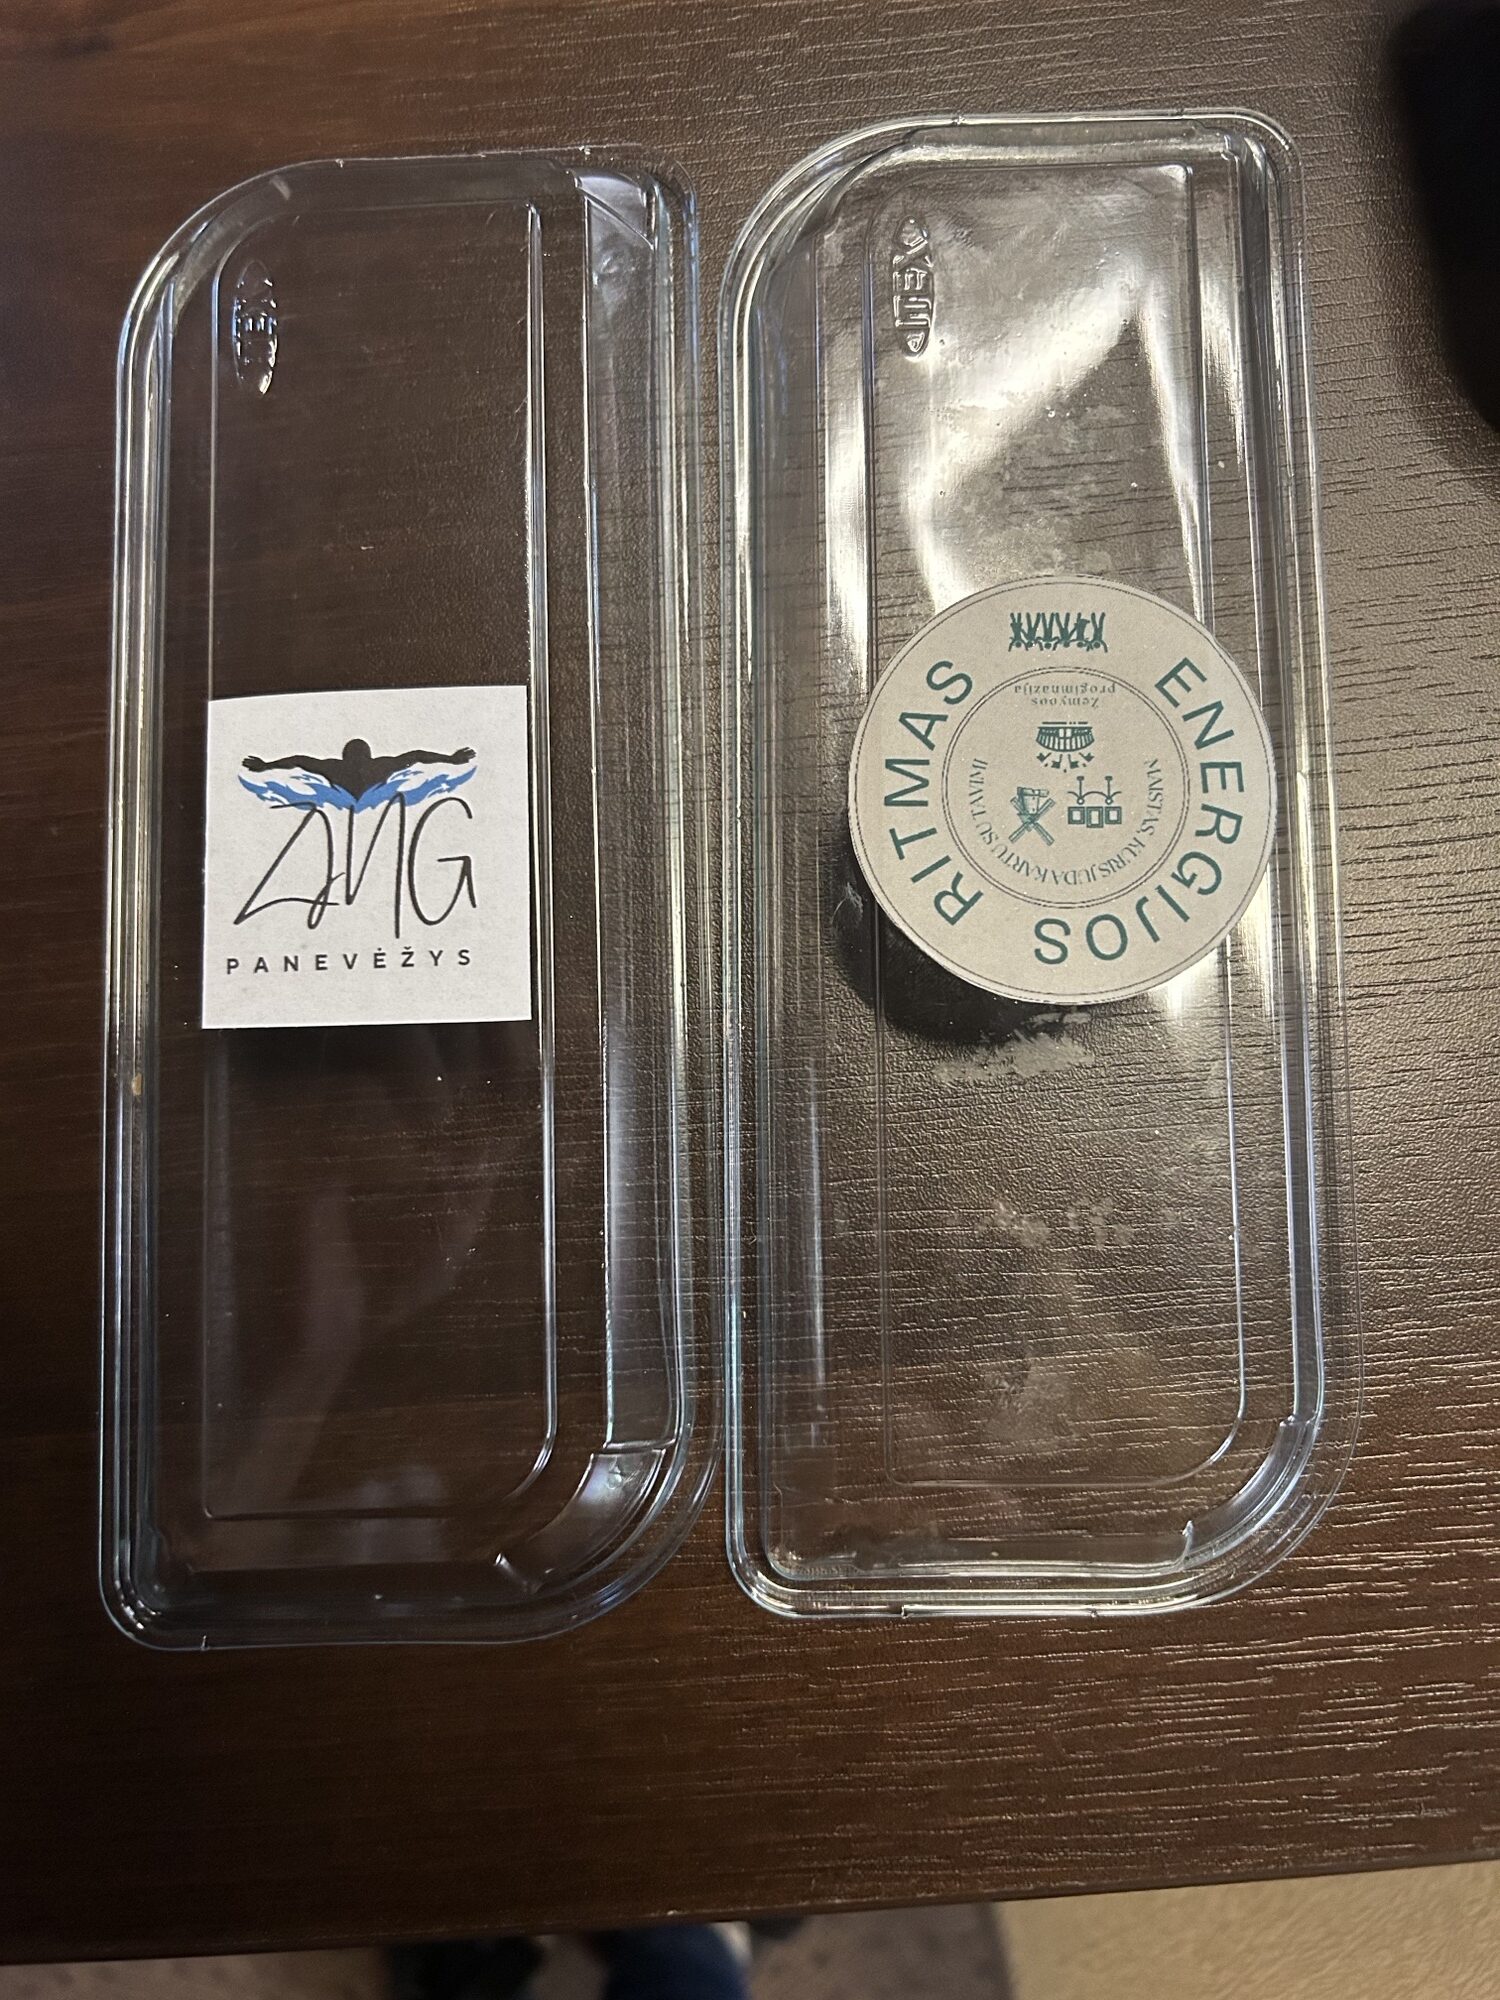 ZNG
PANEVĖŽYS
ENERGIJOS RITMAS
Žemynos
progimnazija
MAISTAS, KURIS JUDA KARTU SU TAVIMI